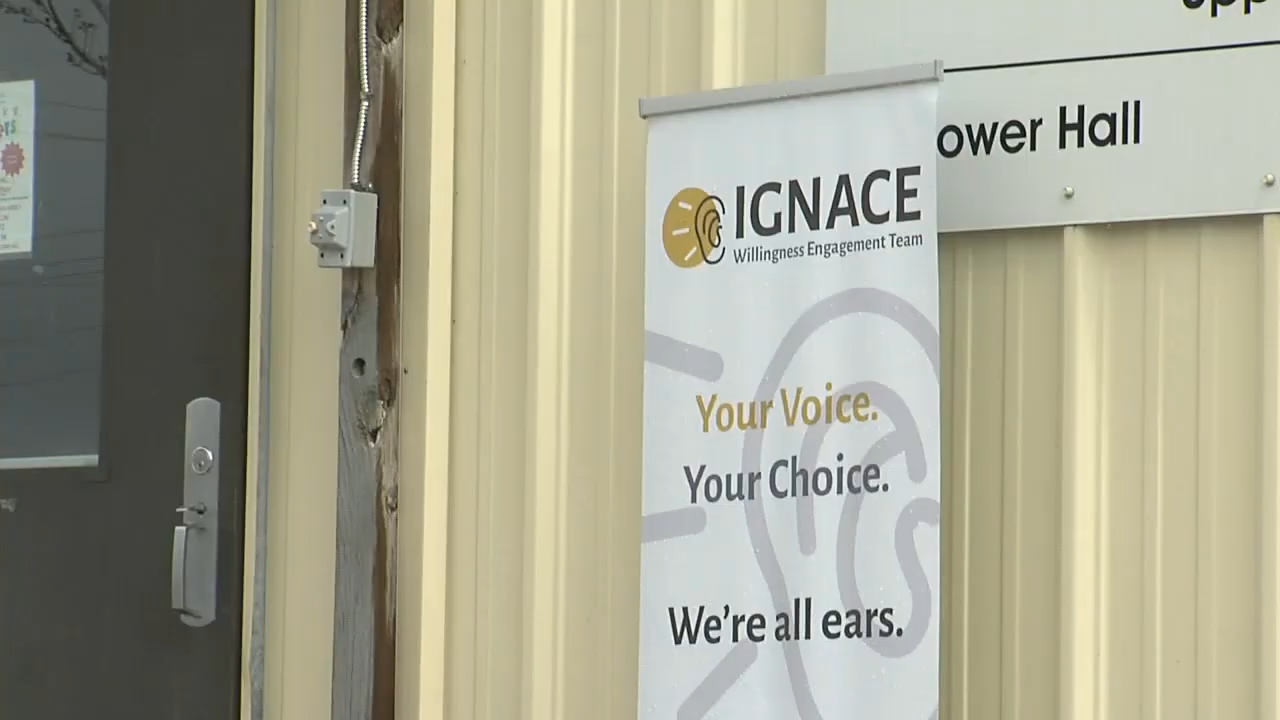 ower Hall
IGNACE
Willingness Engagement Team
Your Voice.
Your Choice.
We're all ears.